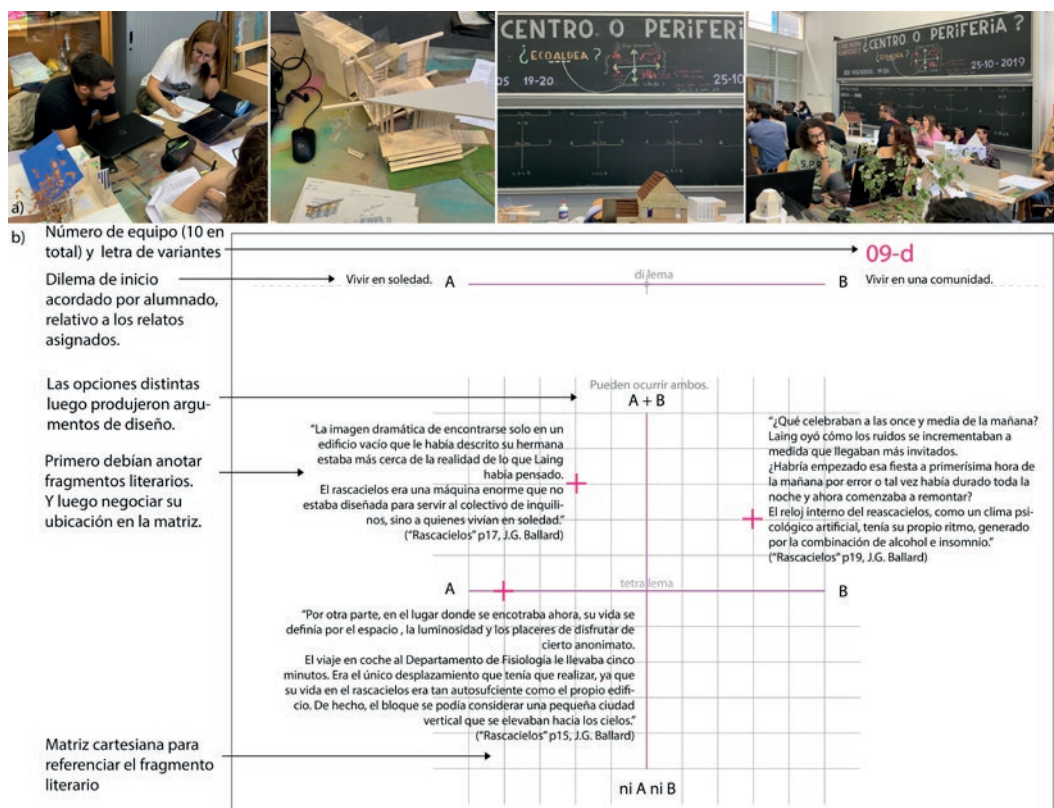 CENTRO O PERIFERI
¿ECOALDEA?
OS 19-20
25-10
¿CENTRO O PERIFERIA?
¿ECOALDEA?
19-20
25-10-2019
a)
b)
Número de equipo (10 en
total) y letra de variantes
09-d
Dilema de inicio
acordado por alumnado,
relativo a los relatos
asignados.
Vivir en soledad.
A
di lema
B
Vivir en una comunidad.
Las opciones distintas
luego produjeron argu-
mentos de diseño.
Pueden ocurrir ambos.
A + B
Primero debían anotar
fragmentos literarios.
Y luego negociar su
ubicación en la matriz.
"La imagen dramática de encontrarse solo en un
edificio vacío que le había descrito su hermana
estaba más cerca de la realidad de lo que Laing
había pensado.
El rascacielos era una máquina enorme que no
estaba diseñada para servir al colectivo de inquili-
nos, sino a quienes vivían en soledad."
("Rascacielos" p17, J.G. Ballard)
"¿Qué celebraban a las once y media de la mañana?
Laing oyó cómo los ruidos se incrementaban a
medida que llegaban más invitados.
¿Habría empezado esa fiesta a primerísima hora de
la mañana por error o tal vez había durado toda la
noche y ahora comenzaba a remontar?
El reloj interno del reascacielos, como un clima psi-
cológico artificial, tenía su propio ritmo, generado
por la combinación de alcohol e insomnio."
("Rascacielos" p19, J.G. Ballard)
A
tetra lema
B
"Por otra parte, en el lugar donde se encotraba ahora, su vida se
definía por el espacio , la luminosidad y los placeres de disfrutar de
cierto anonimato.
El viaje en coche al Departamento de Fisiología le llevaba cinco
minutos. Era el único desplazamiento que tenía que realizar, ya que
su vida en el rascacielos era tan autosufciente como el propio edifi-
cio. De hecho, el bloque se podía considerar una pequeña ciudad
vertical que se elevaban hacia los cielos."
("Rascacielos" p15, J.G. Ballard)
Matriz cartesiana para
referenciar el fragmento
literario
ni A ni B